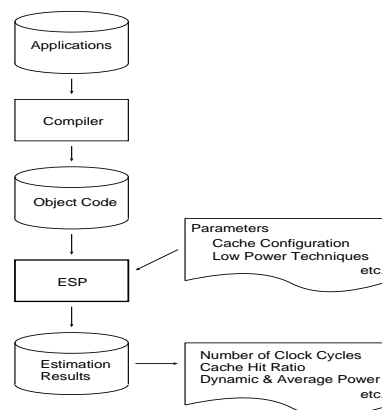 Applications
Compiler
Object Code
Parameters
Cache Configuration
Low Power Techniques
etc.
ESP
Estimation
Results
Number of Clock Cycles
Cache Hit Ratio
Dynamic & Average Power
etc.